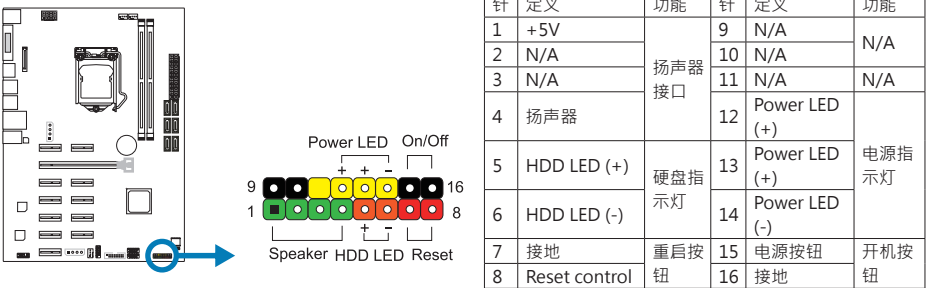 Power LED On/Off
+ + -
9 16
1 8
+ -
Speaker HDD LED Reset
针 定义 功能 针 定义 功能
1 +5V 扬声器接口 9 N/A N/A
2 N/A 10 N/A
3 N/A 11 N/A N/A
4 扬声器 12 Power LED (+) 电源指示灯
5 HDD LED (+) 硬盘指示灯 13 Power LED (+)
6 HDD LED (-) 14 Power LED (-)
7 接地 重启按钮 15 电源按钮 开机按钮
8 Reset control 16 接地